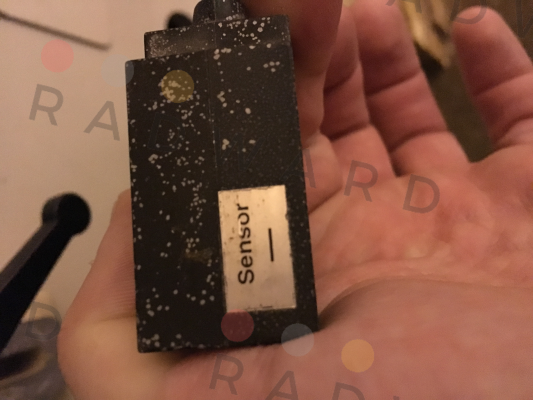 R A
A R D
Sensor
—
R A D